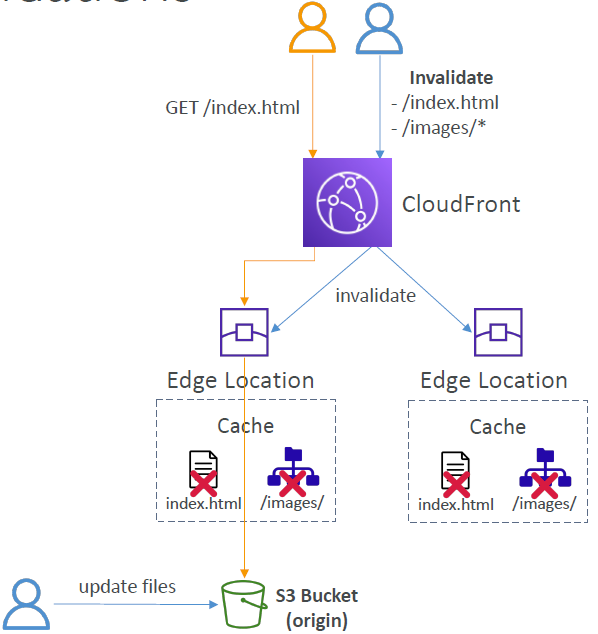 GET /index.html
Invalidate
- /index.html
- /images/*
CloudFront
invalidate
Edge Location
Edge Location
Cache
Cache
index.html
/images/
index.html
/images/
update files
S3 Bucket
(origin)